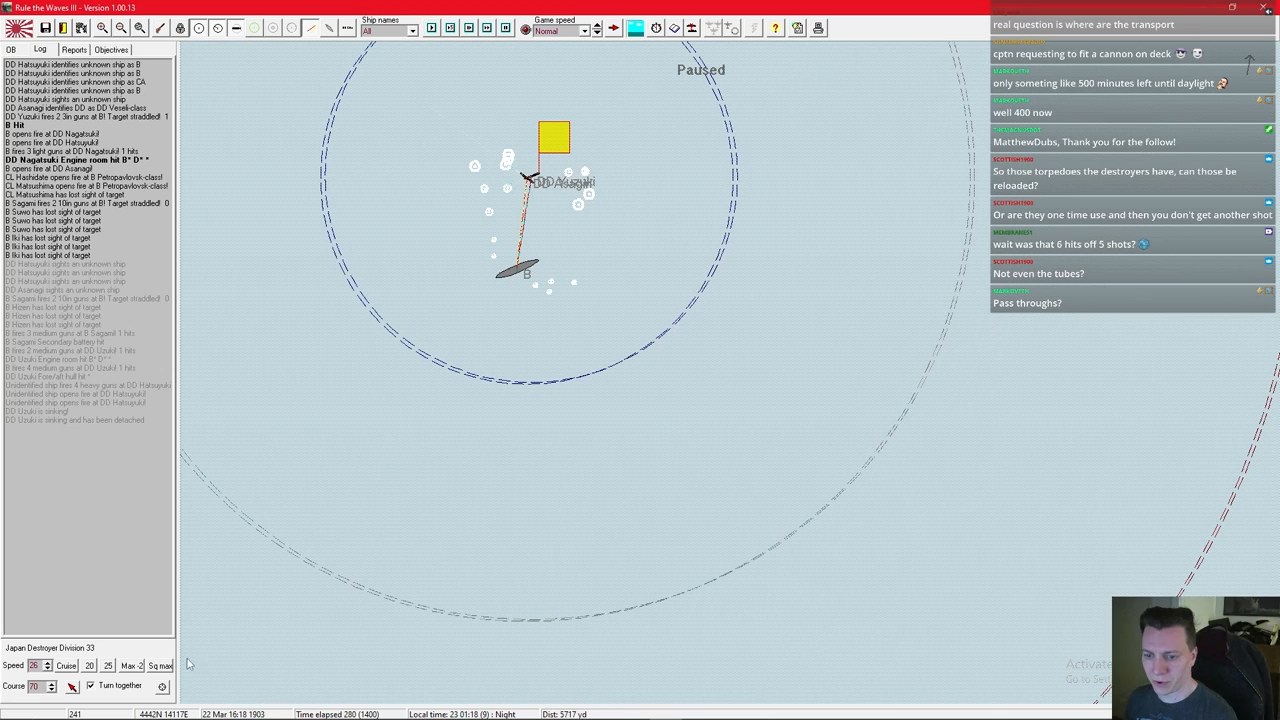 Rule the Waves III - Version 1.00.13
Ship names
All
Game speed
Normal
OB
Log
Reports
Objectives
DD Hatsuyuki identifies unknown ship as B
DD Hatsuyuki identifies unknown ship as B
DD Hatsuyuki identifies unknown ship as CA
DD Hatsuyuki identifies unknown ship as B
DD Hatsuyuki sights an unknown ship
DD Asanagi identifies DD as DD Veseli-class
DD Yuzuki fires 2 3in guns at B! Target straddled! 1
B Hit
B opens fire at DD Nagatsuki!
B opens fire at DD Hatsuyuki!
B fires 3 light guns at DD Nagatsuki! 1 hits
DD Nagatsuki Engine room hit B* D* *
B opens fire at DD Asanagi!
CL Hashidate opens fire at B Petropavlovsk-class!
CL Matsushima opens fire at B Petropavlovsk-class!
CL Matsushima has lost sight of target
B Sagami fires 2 10in guns at B! Target straddled! 0
B Suwo has lost sight of target
B Suwo has lost sight of target
B Suwo has lost sight of target
B Iki has lost sight of target
B Iki has lost sight of target
B Iki has lost sight of target
DD Hatsuyuki sights an unknown ship
DD Hatsuyuki sights an unknown ship
DD Hatsuyuki sights an unknown ship
DD Asanagi sights an unknown ship
B Sagami fires 2 10in guns at B! Target straddled! 0
B Hizen has lost sight of target
B Hizen has lost sight of target
B Hizen has lost sight of target
B fires 3 medium guns at B Sagami! 1 hits
B Sagami Secondary battery hit
B fires 2 medium guns at DD Uzuki! 1 hits
DD Uzuki Engine room hit B* D* *
B fires 4 medium guns at DD Uzuki! 1 hits
DD Uzuki Fore/aft hull hit *
Unidentified ship fires 4 heavy guns at DD Hatsuyuki
Unidentified ship opens fire at DD Hatsuyuki!
Unidentified ship opens fire at DD Hatsuyuki!
DD Uzuki is sinking!
DD Uzuki is sinking and has been detached
Paused
B
real question is where are the transport
cptn requesting to fit a cannon on deck
only someting like 500 minutes left until daylight
well 400 now
MatthewDubs, Thank you for the follow!
SCOTTISH1900
So those torpedoes the destroyers have, can those be
reloaded?
SCOTTISH1900
Or are they one time use and then you don't get another shot
wait was that 6 hits off 5 shots?
SCOTTISH1900
Not even the tubes?
Pass throughs?
Japan Destroyer Division 33
Speed 26 Cruise 20 25 Max -2 Sq max
Course 70 Turn together
Activate
Go to Sett
241 4442N 14117E 22 Mar 16:18 1903 Time elapsed 280 (1400) Local time: 23 01:18 (9) : Night Dist: 5717 yd